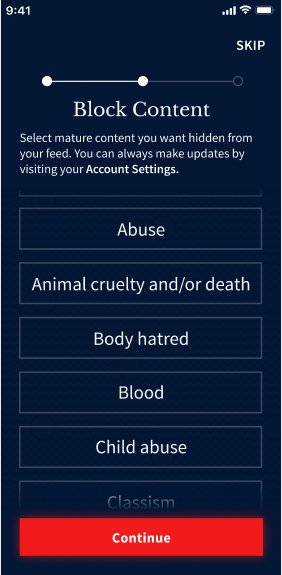 9:41
SKIP
Block Content
Select mature content you want hidden from
your feed. You can always make updates by
visiting your Account Settings.
Abuse
Animal cruelty and/or death
Body hatred
Blood
Child abuse
Classism
Continue